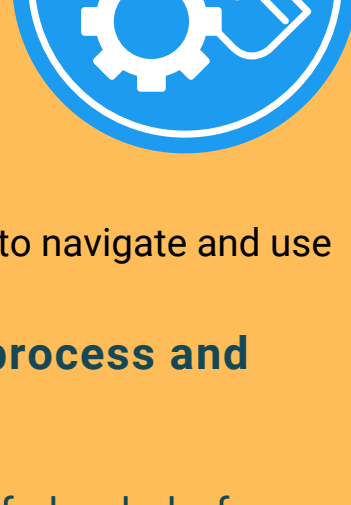 to navigate and use
process and